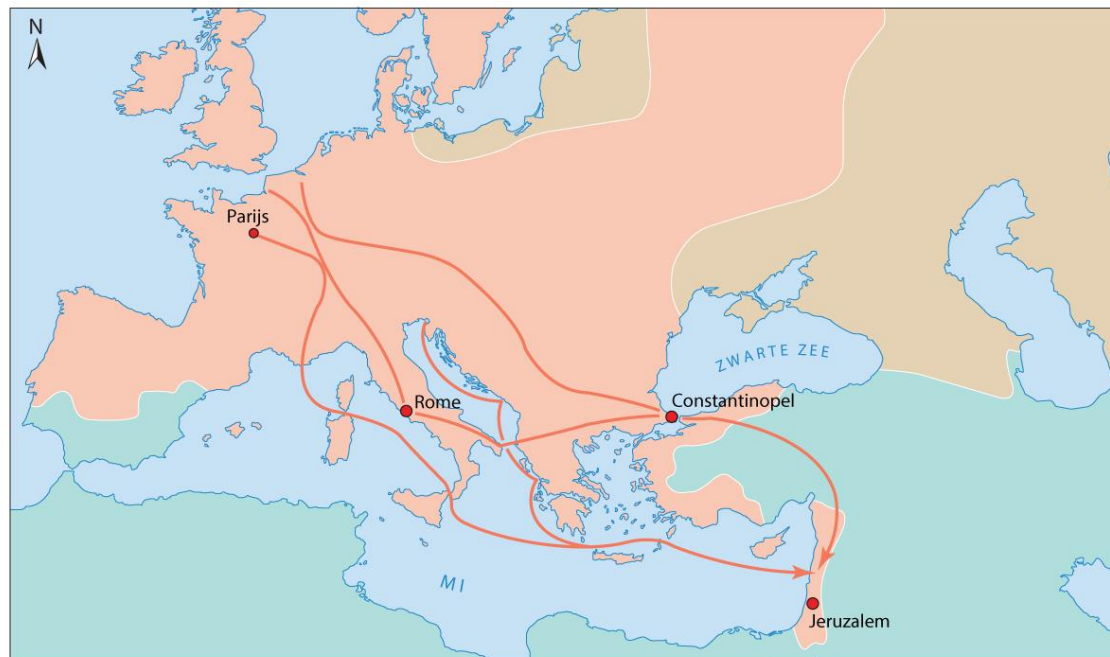 N
Parijs
ZWARTE ZEE
Rome
Constantinopel
MI
Jeruzalem